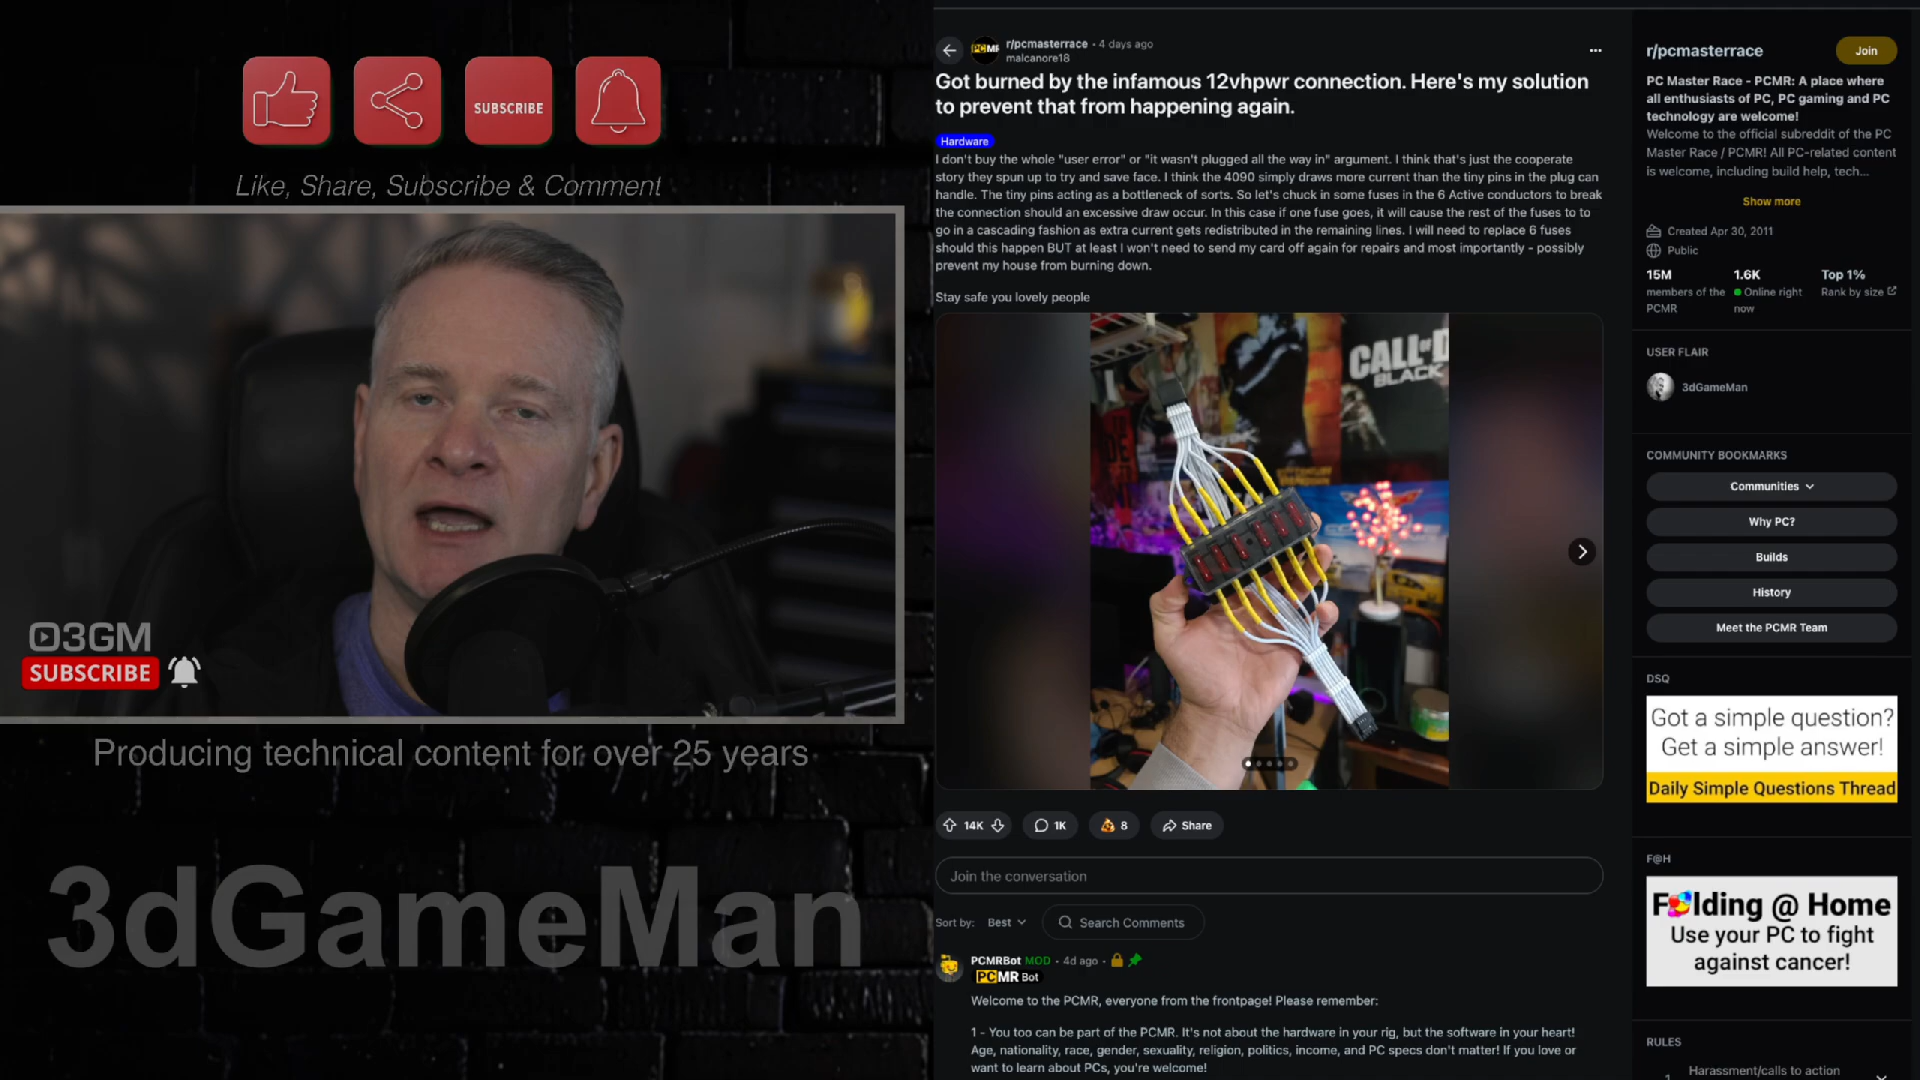 SUBSCRIBE
Like, Share, Subscribe & Comment
3GM
SUBSCRIBE
Producing technical content for over 25 years
3dGameMan
r/pcmasterrace • 4 days ago
malcanore18
Got burned by the infamous 12vhpwr connection. Here's my solution
to prevent that from happening again.
Hardware
I don't buy the whole "user error" or "it wasn't plugged all the way in" argument. I think that's just the cooperate
story they spun up to try and save face. I think the 4090 simply draws more current than the tiny pins in the plug can
handle. The tiny pins acting as a bottleneck of sorts. So let's chuck in some fuses in the 6 Active conductors to break
the connection should an excessive draw occur. In this case if one fuse goes, it will cause the rest of the fuses to to
go in a cascading fashion as extra current gets redistributed in the remaining lines. I will need to replace 6 fuses
should this happen BUT at least I won't need to send my card off again for repairs and most importantly - possibly
prevent my house from burning down.
Stay safe you lovely people
CALL OF D
BLACK
14K
1K
8
Share
Join the conversation
Sort by: Best
Search Comments
PCMRBot MOD • 4d ago •
PCMR Bot
Welcome to the PCMR, everyone from the frontpage! Please remember:
1 - You too can be part of the PCMR. It's not about the hardware in your rig, but the software in your heart!
Age, nationality, race, gender, sexuality, religion, politics, income, and PC specs don't matter! If you love or
want to learn about PCs, you're welcome!
r/pcmasterrace
Join
PC Master Race - PCMR: A place where
all enthusiasts of PC, PC gaming and PC
technology are welcome!
Welcome to the official subreddit of the PC
Master Race / PCMR! All PC-related content
is welcome, including build help, tech...
Show more
Created Apr 30, 2011
Public
15M 1.6K Top 1%
members of the Online right Rank by size
PCMR now
USER FLAIR
3dGameMan
COMMUNITY BOOKMARKS
Communities
Why PC?
Builds
History
Meet the PCMR Team
DSQ
Got a simple question?
Get a simple answer!
Daily Simple Questions Thread
F@H
Folding @ Home
Use your PC to fight
against cancer!
RULES
1 Harassment/calls to action